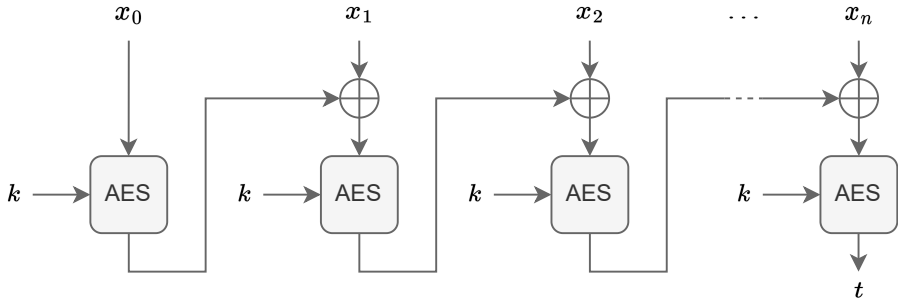 x₀ x₁ x₂ ... xₙ
k AES k AES k AES k AES
t